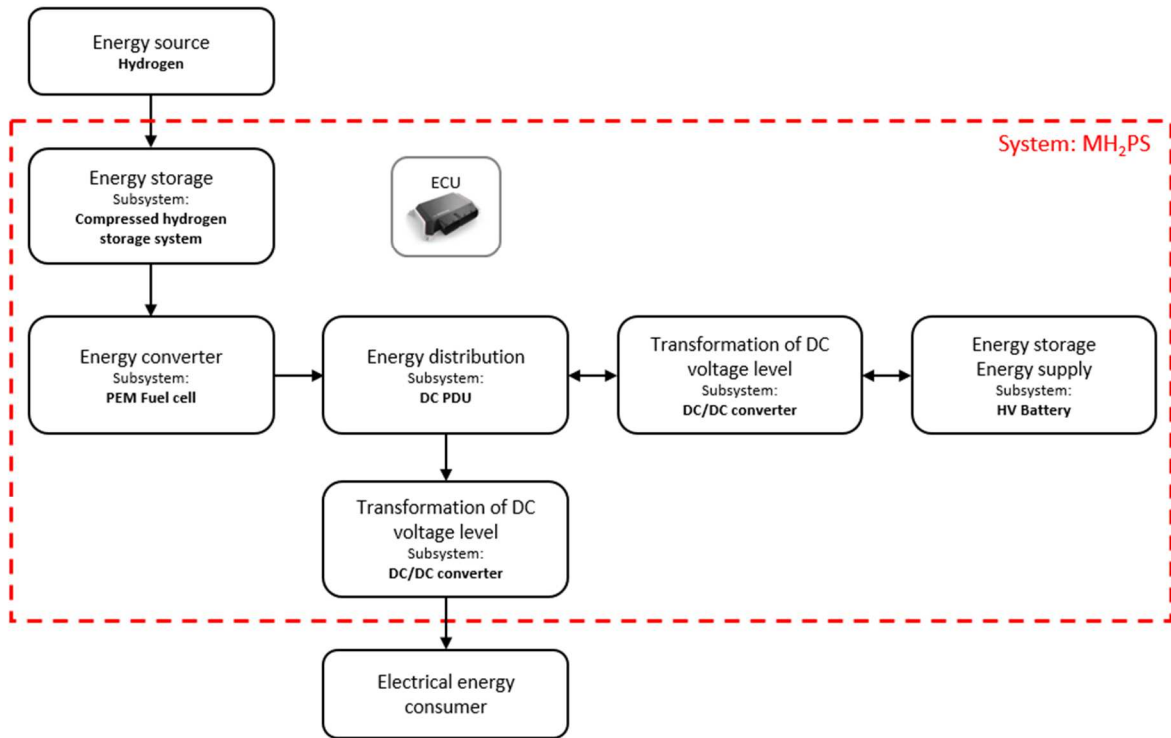 Energy source
Hydrogen
System: MH₂PS
Energy storage
Subsystem:
Compressed hydrogen
storage system
ECU
Energy converter
Subsystem:
PEM Fuel cell
Energy distribution
Subsystem:
DC PDU
Transformation of DC
voltage level
Subsystem:
DC/DC converter
Energy storage
Energy supply
Subsystem:
HV Battery
Transformation of DC
voltage level
Subsystem:
DC/DC converter
Electrical energy
consumer